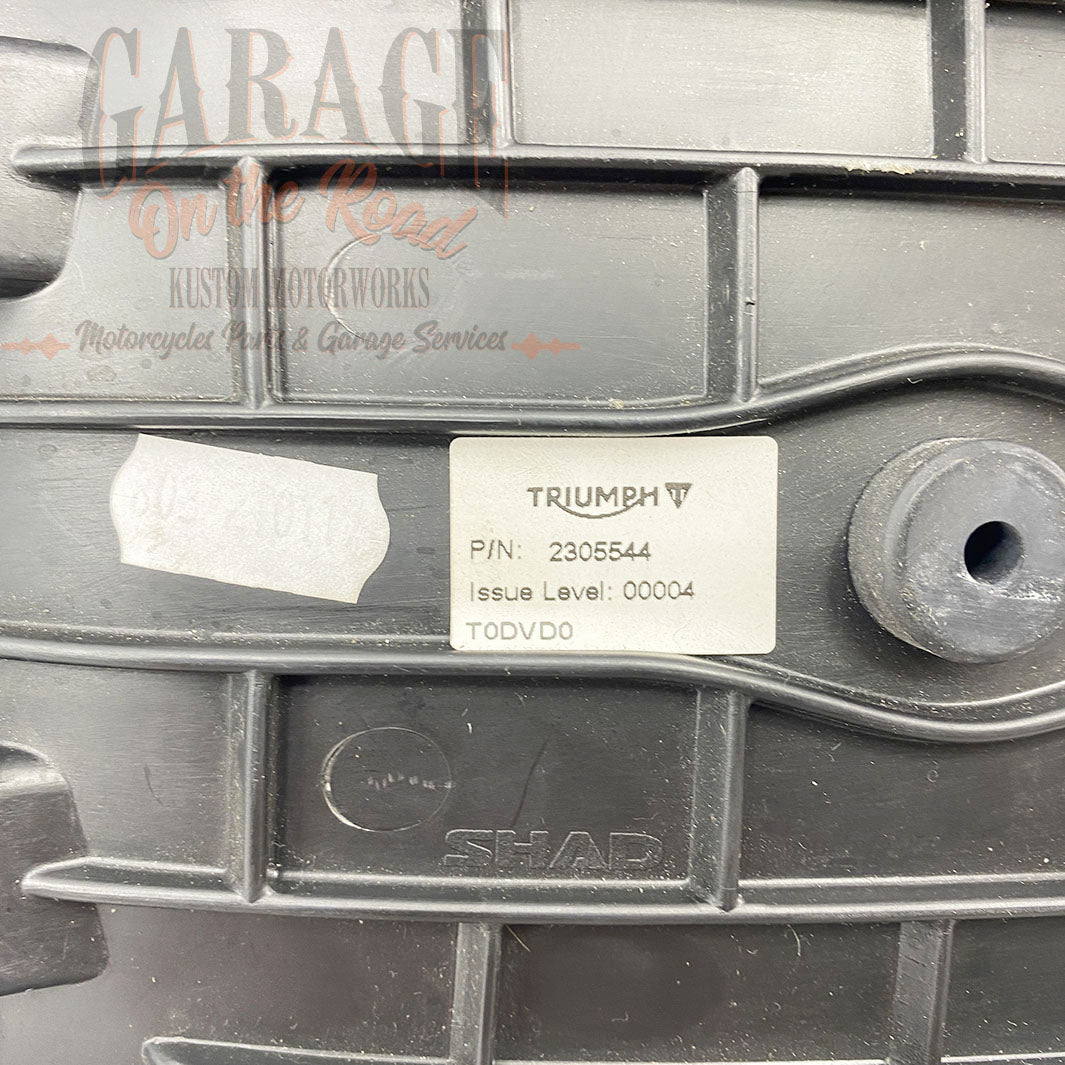 GARAGE
On the Road
KUSTOM MOTORWORKS
Motorcycles Parts & Garage Services
TRIUMPH
P/N: 2305544
Issue Level: 00004
T0DVD0
SHAD